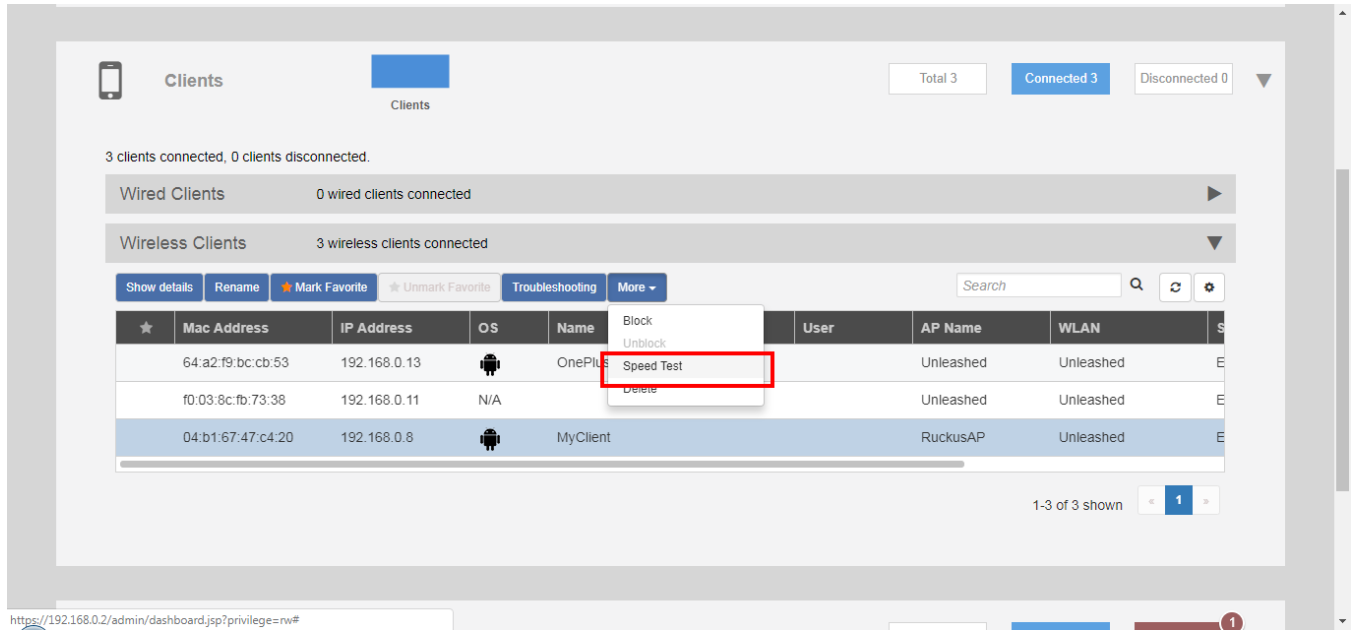 Clients
Clients
Total 3
Connected 3
Disconnected 0
3 clients connected, 0 clients disconnected.
Wired Clients 0 wired clients connected
Wireless Clients 3 wireless clients connected
Show details Rename Mark Favorite Unmark Favorite Troubleshooting More
Search
Block
Unblock
Speed Test
Delete
Mac Address IP Address OS Name User AP Name WLAN S
64:a2:f9:bc:cb:53 192.168.0.13 OnePlus Unleashed Unleashed E
f0:03:8c:fb:73:38 192.168.0.11 N/A Unleashed Unleashed E
04:b1:67:47:c4:20 192.168.0.8 MyClient RuckusAP Unleashed E
1-3 of 3 shown « 1 »
https://192.168.0.2/admin/dashboard.jsp?privilege=rw#
1